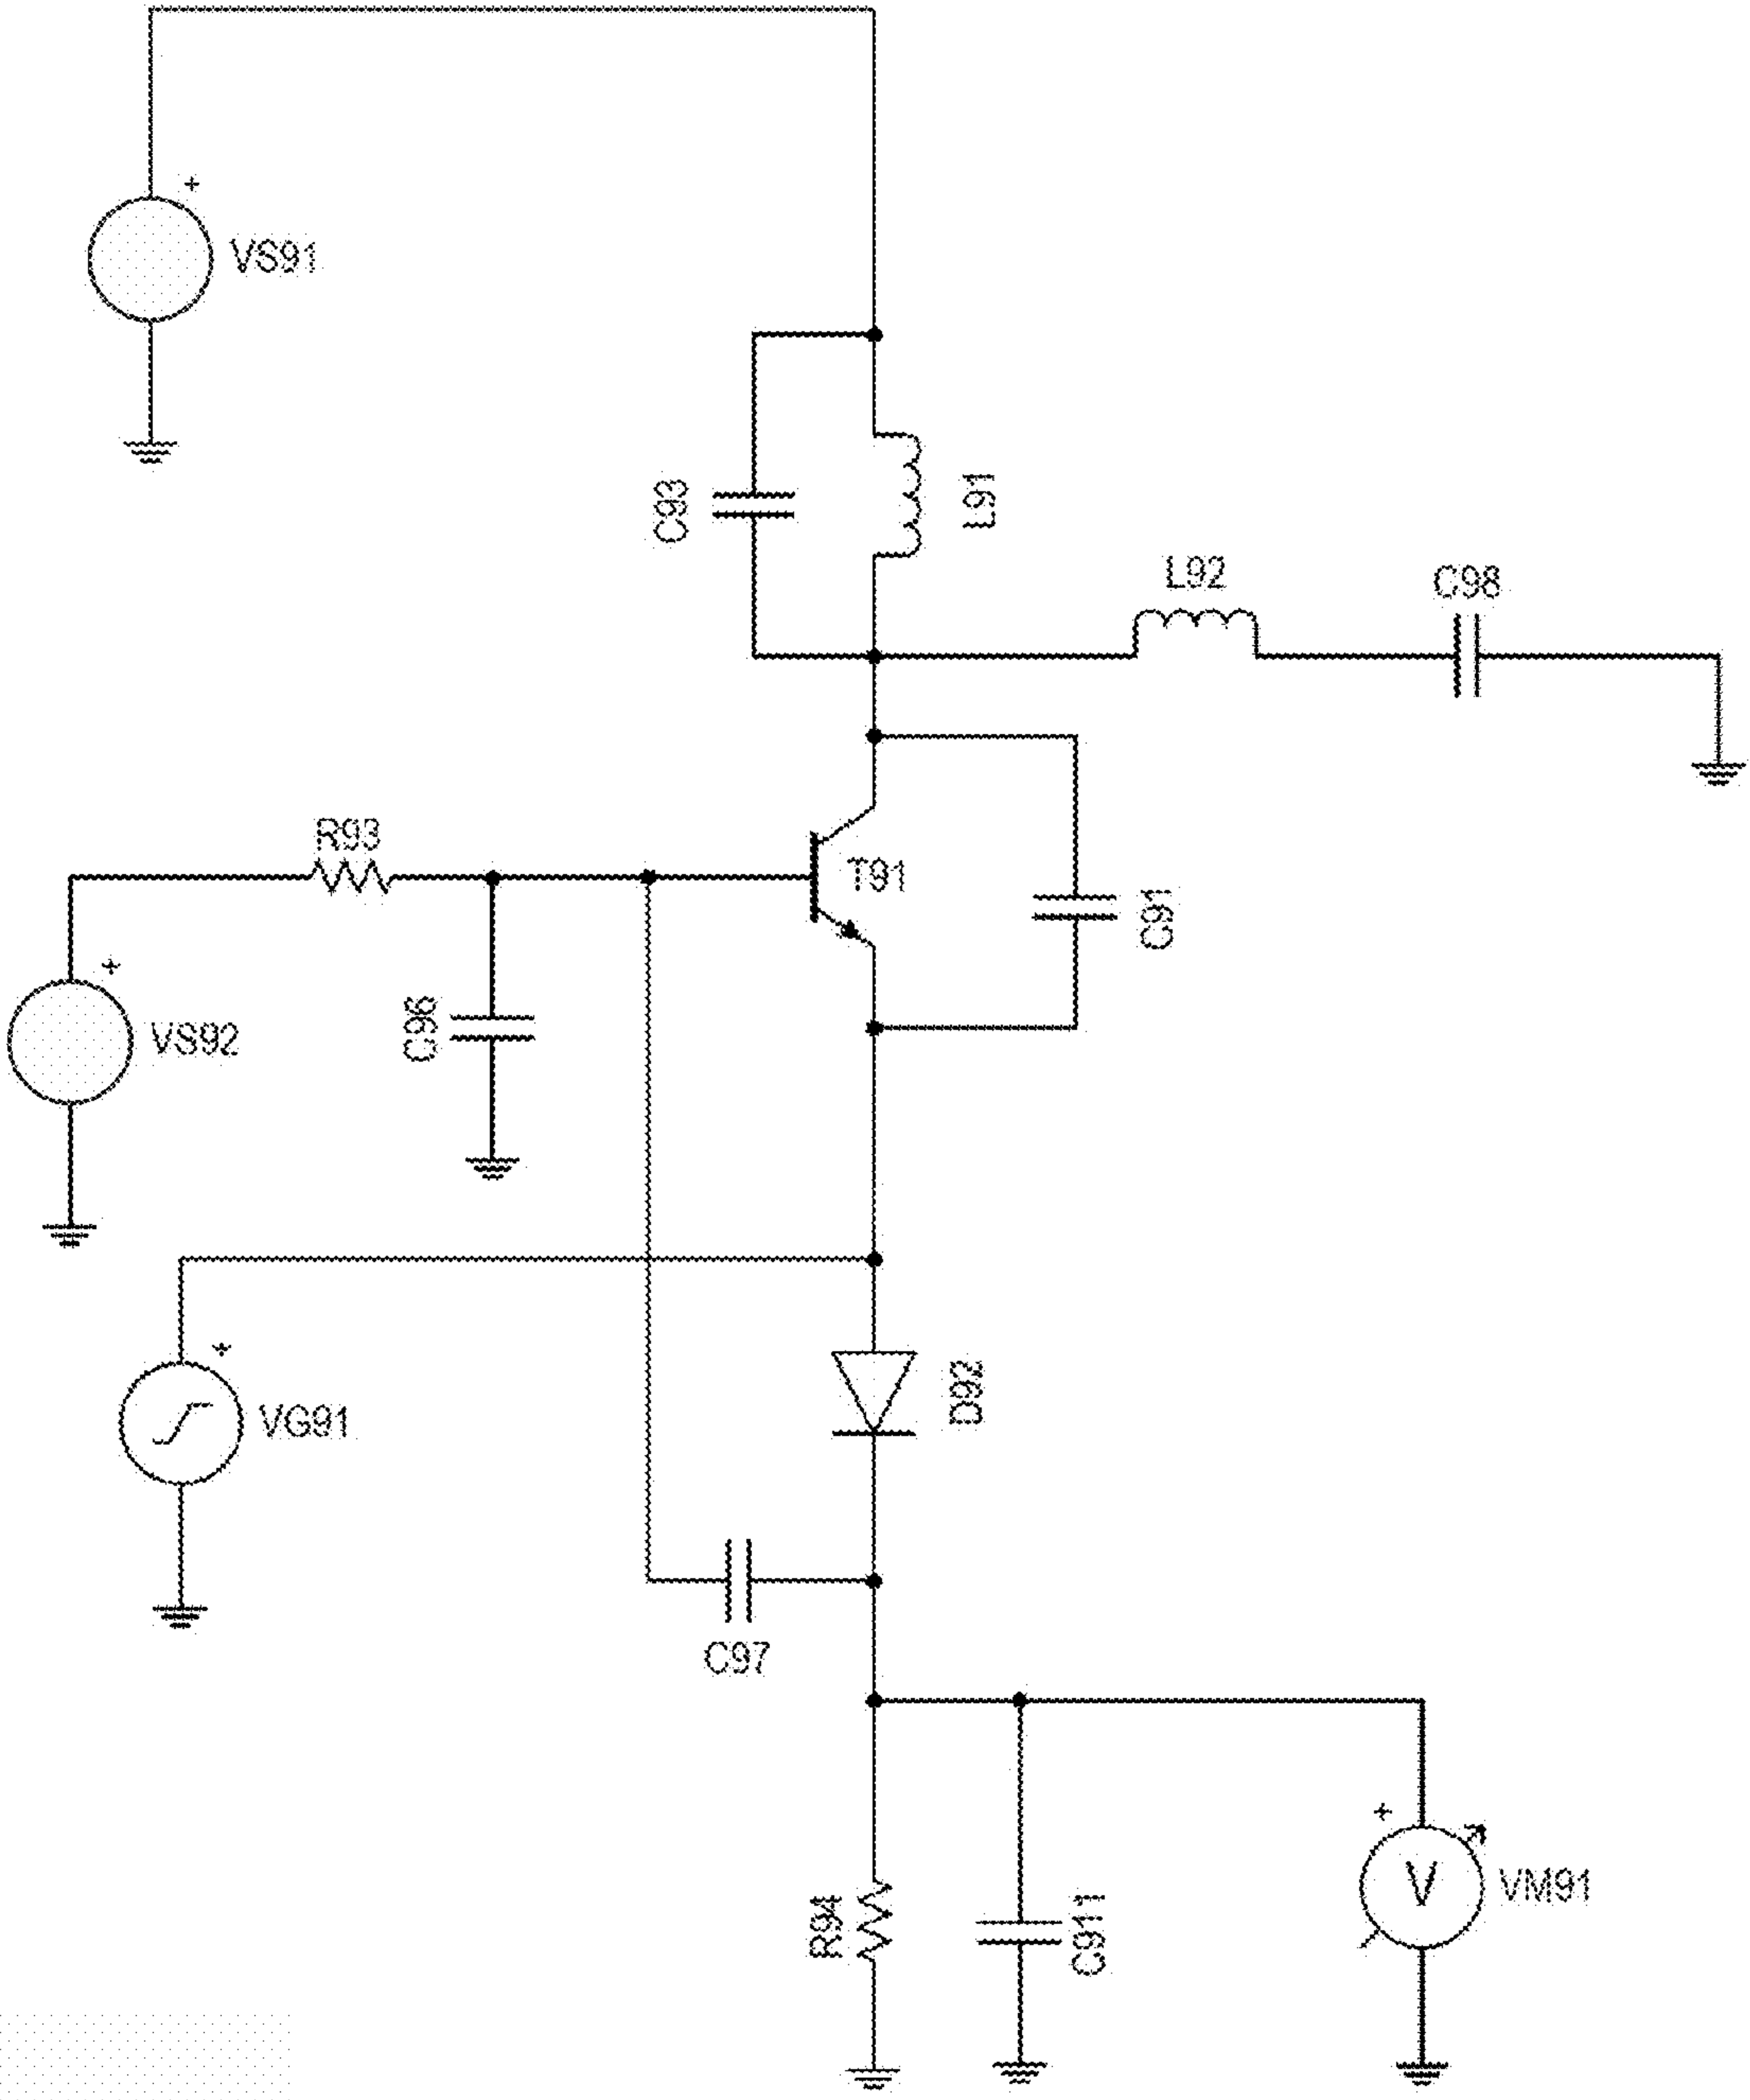 +
VS91
C93
L91
L92
C98
R93
T91
C91
+
VS92
C96
+
VG91
D92
C97
+
V
VM91
R94
C911